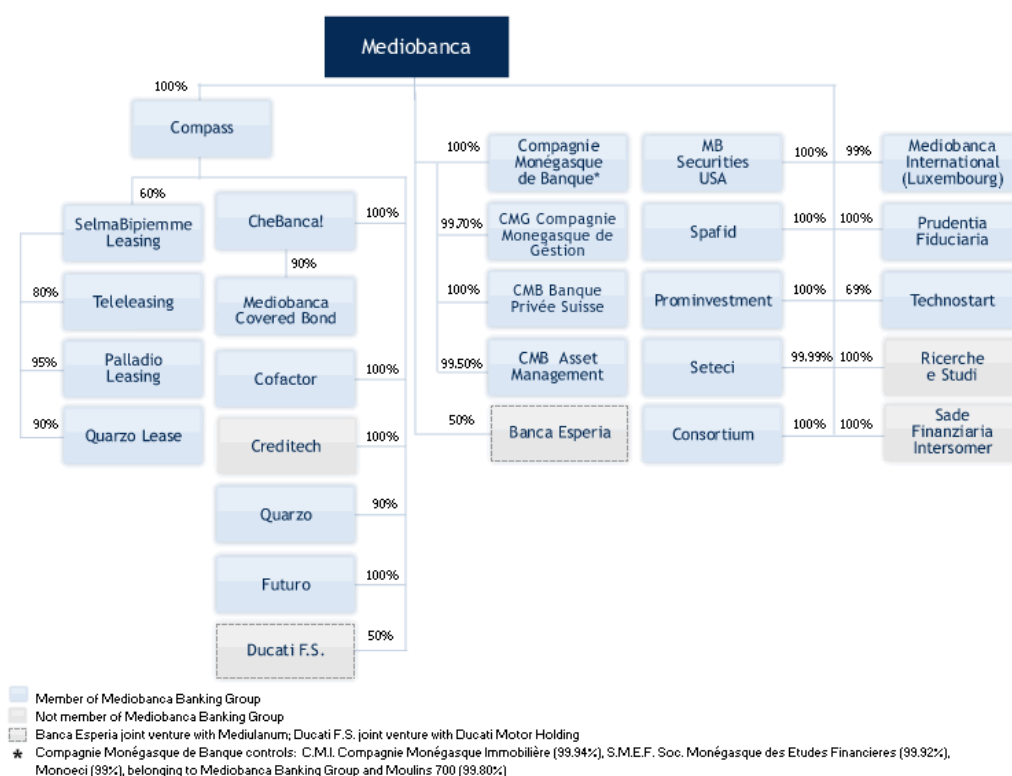 Mediobanca
100%
Compass
60%
SelmaBipiemme
Leasing
80%
Teleleasing
95%
Palladio
Leasing
90%
Quarzo Lease
CheBanca!
100%
90%
Mediobanca
Covered Bond
Cofactor
100%
Creditech
100%
Quarzo
90%
Futuro
100%
Ducati F.S.
50%
100%
Compagnie
Monégasque
de Banque*
99.70%
CMG Compagnie
Monegasque de
Géstion
100%
CMB Banque
Privée Suisse
99.50%
CMB Asset
Management
50%
Banca Esperia
MB
Securities
USA
100%
Spafid
100%
Prominvestment
100%
Seteci
99.99%
Consortium
100%
99%
Mediobanca
International
(Luxembourg)
100%
Prudentia
Fiduciaria
69%
Technostart
100%
Ricerche
e Studi
100%
Sade
Finanziaria
Intersomer
Member of Mediobanca Banking Group
Not member of Mediobanca Banking Group
Banca Esperia joint venture with Mediulanum; Ducati F.S. joint venture with Ducati Motor Holding
* Compagnie Monégasque de Banque controls: C.M.I. Compagnie Monégasque Immobilière (99.94%), S.M.E.F. Soc. Monégasque des Etudes Financieres (99.92%),
Monoeci (99%), belonging to Mediobanca Banking Group and Moulins 700 (99.80%)